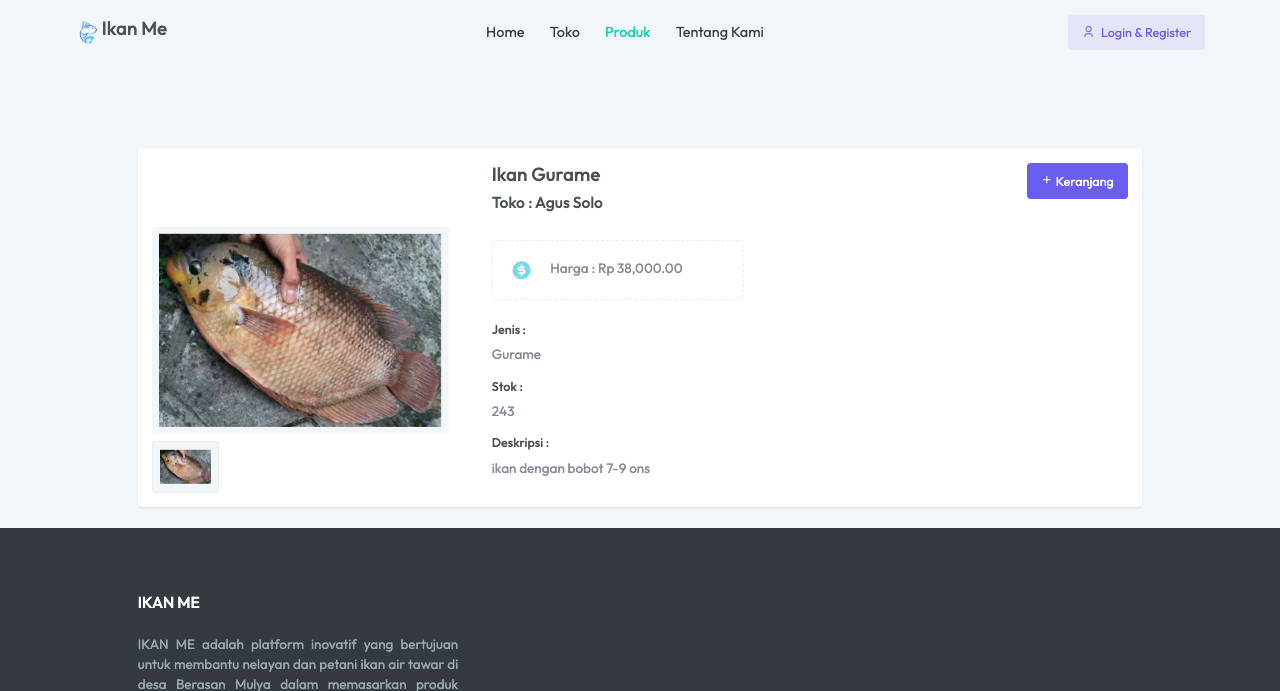 Ikan Me
Home
Toko
Produk
Tentang Kami
Login & Register
Ikan Gurame
+ Keranjang
Toko : Agus Solo
Harga : Rp 38,000.00
Jenis :
Gurame
Stok :
243
Deskripsi :
ikan dengan bobot 7-9 ons
IKAN ME
IKAN ME adalah platform inovatif yang bertujuan
untuk membantu nelayan dan petani ikan air tawar di
desa Berasan Mulya dalam memasarkan produk